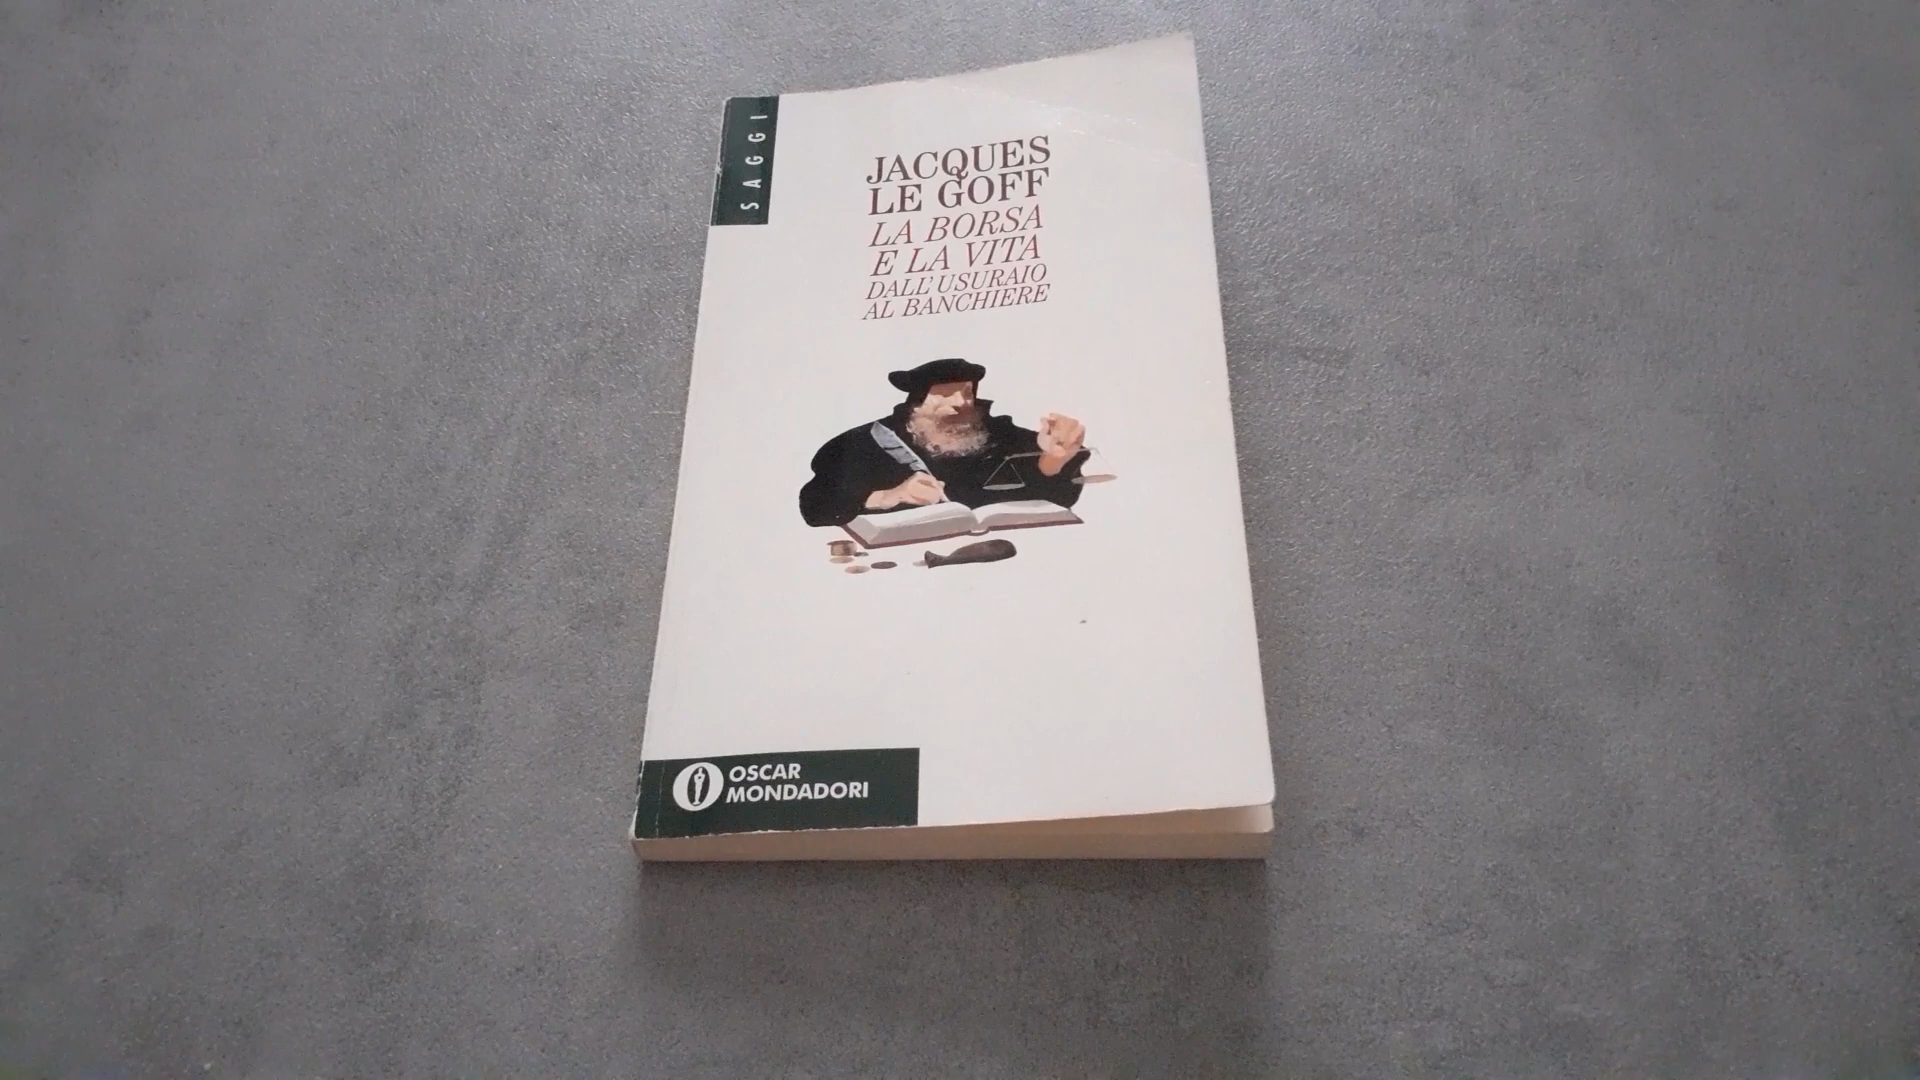 SAGGI
JACQUES
LE GOFF
LA BORSA
E LA VITA
DALL'USURAIO
AL BANCHIERE
OSCAR
MONDADORI